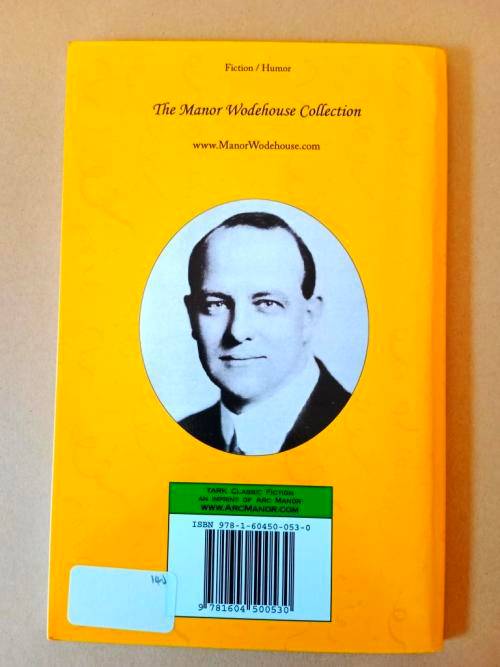 Fiction / Humor
The Manor Wodehouse Collection
www.ManorWodehouse.com
TARK Classic Fiction
an imprint of Arc Manor
www.ArcManor.com
ISBN 978-1-60450-053-0
9 781604 500530